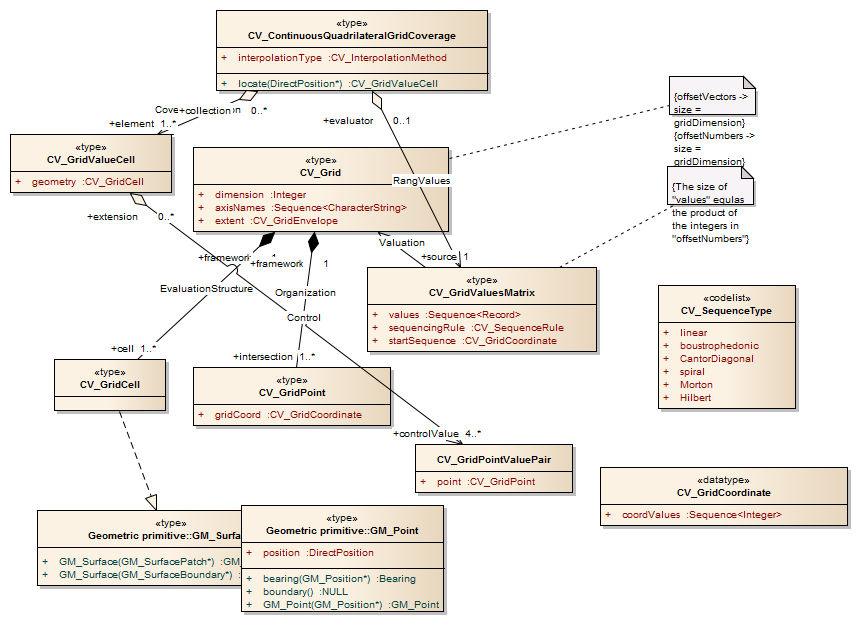 «type»
CV_ContinuousQuadrilateralGridCoverage
+ interpolationType :CV_InterpolationMethod
+ locate(DirectPosition*) :CV_GridValueCell
+collection 0..*
+element 1..*
+evaluator 0..1
{offsetVectors ->
size =
gridDimension}
{offsetNumbers ->
size =
gridDimension}
«type»
CV_GridValueCell
+ geometry :CV_GridCell
«type»
CV_Grid
+ dimension :Integer
+ axisNames :Sequence<CharacterString>
+ extent :CV_GridEnvelope
RangValues
{The size of
"values" equlas
the product of
the integers in
"offsetNumbers"}
+extension 0..*
Valuation
+source 1
+framework
+framework 1
«type»
CV_GridValuesMatrix
+ values :Sequence<Record>
+ sequencingRule :CV_SequenceRule
+ startSequence :CV_GridCoordinate
EvaluationStructure
Organization
Control
«codelist»
CV_SequenceType
+ linear
+ boustrophedonic
+ CantorDiagonal
+ spiral
+ Morton
+ Hilbert
+cell 1..*
+intersection 1..*
«type»
CV_GridCell
«type»
CV_GridPoint
+ gridCoord :CV_GridCoordinate
+controlValue 4..*
CV_GridPointValuePair
+ point :CV_GridPoint
«datatype»
CV_GridCoordinate
+ coordValues :Sequence<Integer>
«type»
Geometric primitive::GM_Surfa
+ GM_Surface(GM_SurfacePatch*) :GM_
+ GM_Surface(GM_SurfaceBoundary*) :
«type»
Geometric primitive::GM_Point
+ position :DirectPosition
+ bearing(GM_Position*) :Bearing
+ boundary() :NULL
+ GM_Point(GM_Position*) :GM_Point